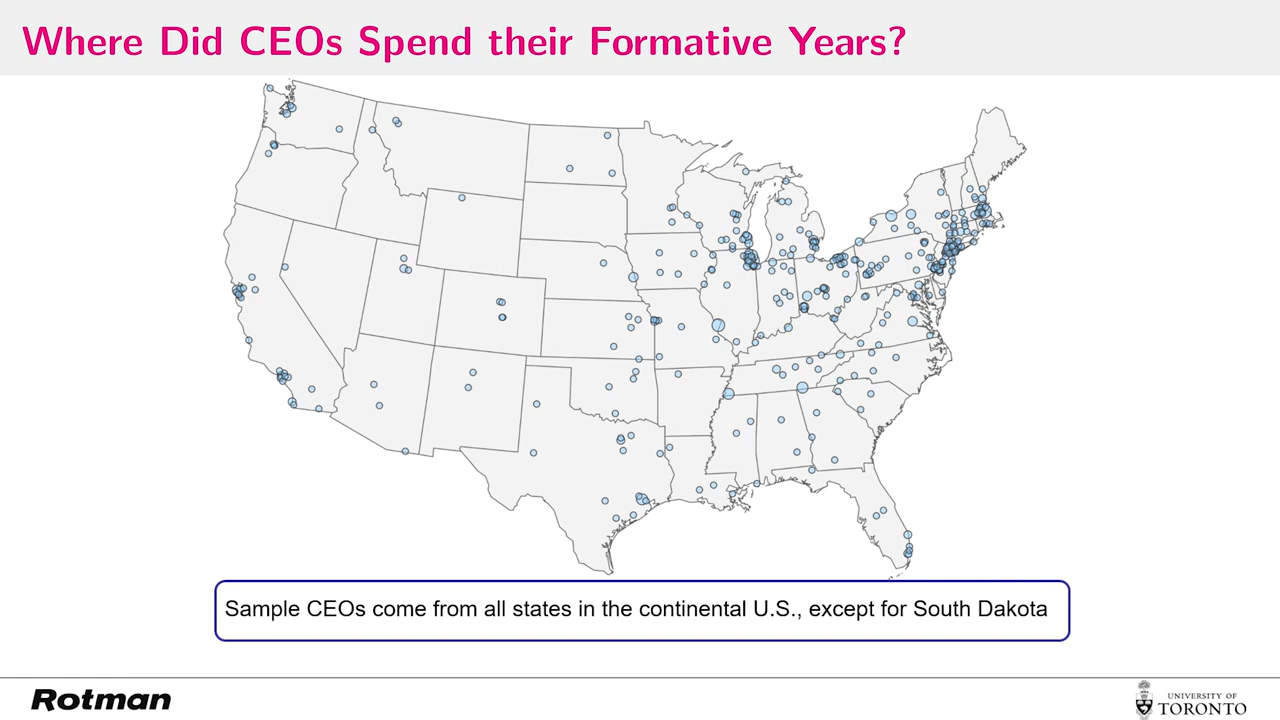 Where Did CEOs Spend their Formative Years?
Sample CEOs come from all states in the continental U.S., except for South Dakota
Rotman
UNIVERSITY OF
TORONTO